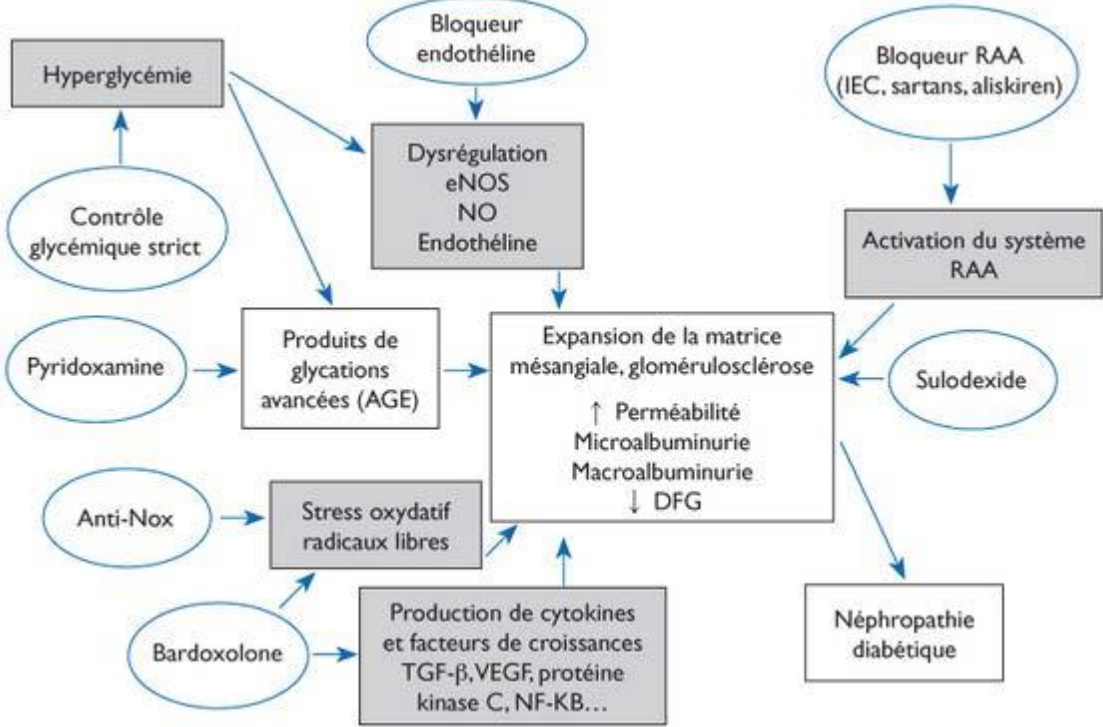 Bloqueur
endothéline
Hyperglycémie
Bloqueur RAA
(IEC, sartans, aliskiren)
Dysrégulation
eNOS
NO
Endothéline
Contrôle
glycémique strict
Activation du système
RAA
Pyridoxamine
Produits de
glycations
avancées (AGE)
Expansion de la matrice
mésangiale, glomérulosclérose
↑ Perméabilité
Microalbuminurie
Macroalbuminurie
↓ DFG
Sulodexide
Anti-Nox
Stress oxydatif
radicaux libres
Bardoxolone
Production de cytokines
et facteurs de croissances
TGF-β, VEGF, protéine
kinase C, NF-KB…
Néphropathie
diabétique